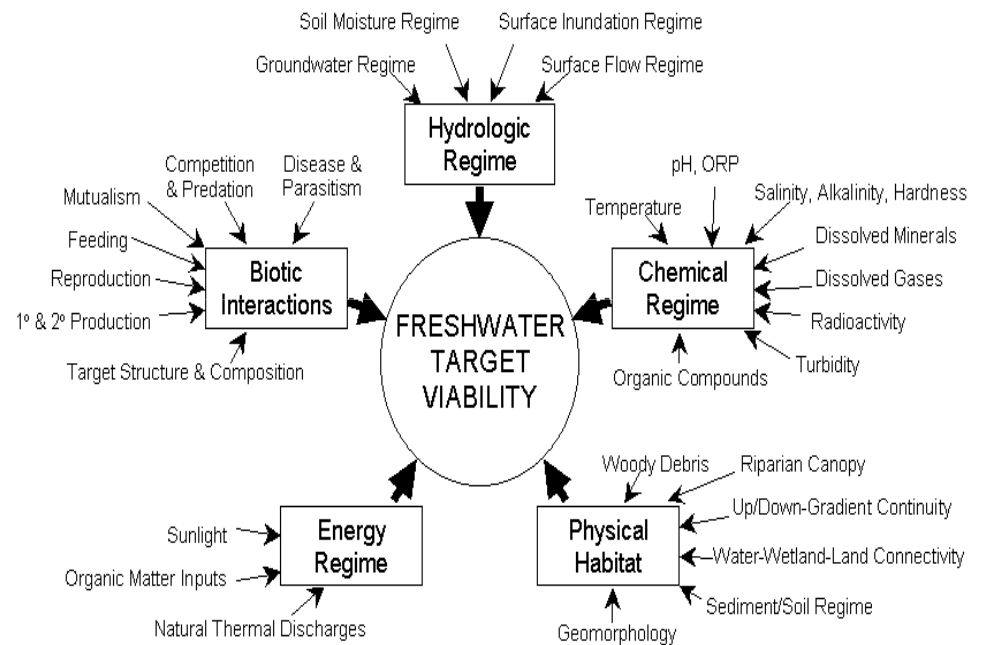 Soil Moisture Regime
Surface Inundation Regime
Groundwater Regime
Surface Flow Regime
Hydrologic
Regime
Competition
& Predation
Disease &
Parasitism
Mutualism
Feeding
Reproduction
1º & 2º Production
Target Structure & Composition
Biotic
Interactions
pH, ORP
Temperature
Salinity, Alkalinity, Hardness
Dissolved Minerals
Dissolved Gases
Radioactivity
Turbidity
Organic Compounds
Chemical
Regime
FRESHWATER
TARGET
VIABILITY
Sunlight
Organic Matter Inputs
Natural Thermal Discharges
Energy
Regime
Woody Debris
Riparian Canopy
Up/Down-Gradient Continuity
Water-Wetland-Land Connectivity
Sediment/Soil Regime
Geomorphology
Physical
Habitat